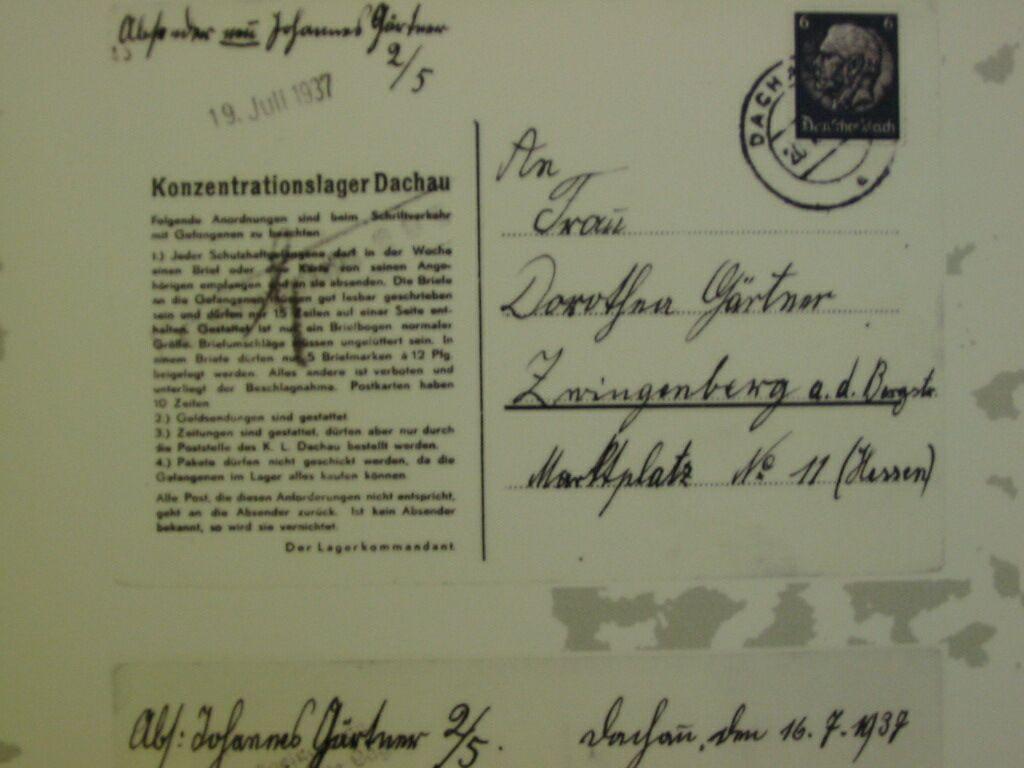 Absender neu Johannes Gärtner
2/5
19. Juli 1937
6 6
Deutsches Reich
DACHAU
Konzentrationslager Dachau
Folgende Anordnungen sind beim Schriftverkehr
mit Gefangenen zu beachten
1.) Jeder Schutzhaftgefangene darf in der Woche
einen Brief oder eine Karte von seinen Ange-
hörigen empfangen und an sie absenden. Die Briefe
an die Gefangenen müssen gut lesbar geschrieben
sein und dürfen nur 15 Zeilen auf einer Seite ent-
halten. Gestattet ist nur ein Briefbogen normaler
Größe. Briefumschläge müssen ungefüttert sein. In
einem Briefe dürfen nur 5 Briefmarken à 12 Pfg.
beigelegt werden. Alles andere ist verboten und
unterliegt der Beschlagnahme. Postkarten haben
10 Zeilen.
2.) Geldsendungen sind gestattet.
3.) Zeitungen sind gestattet, dürfen aber nur durch
die Poststelle des K. L. Dachau bestellt werden.
4.) Pakete dürfen nicht geschickt werden, da die
Gefangenen im Lager alles kaufen können.
Alle Post, die diesen Anforderungen nicht entspricht,
geht an die Absender zurück. Ist kein Absender
bekannt, so wird sie vernichtet.
Der Lagerkommandant
An
Frau
Dorothea Gärtner
Zwingenberg a. d. Bergstr.
Marktplatz No 11 (Hessen)
Abs: Johannes Gärtner 2/5.
Dachau, den 16.7.1937